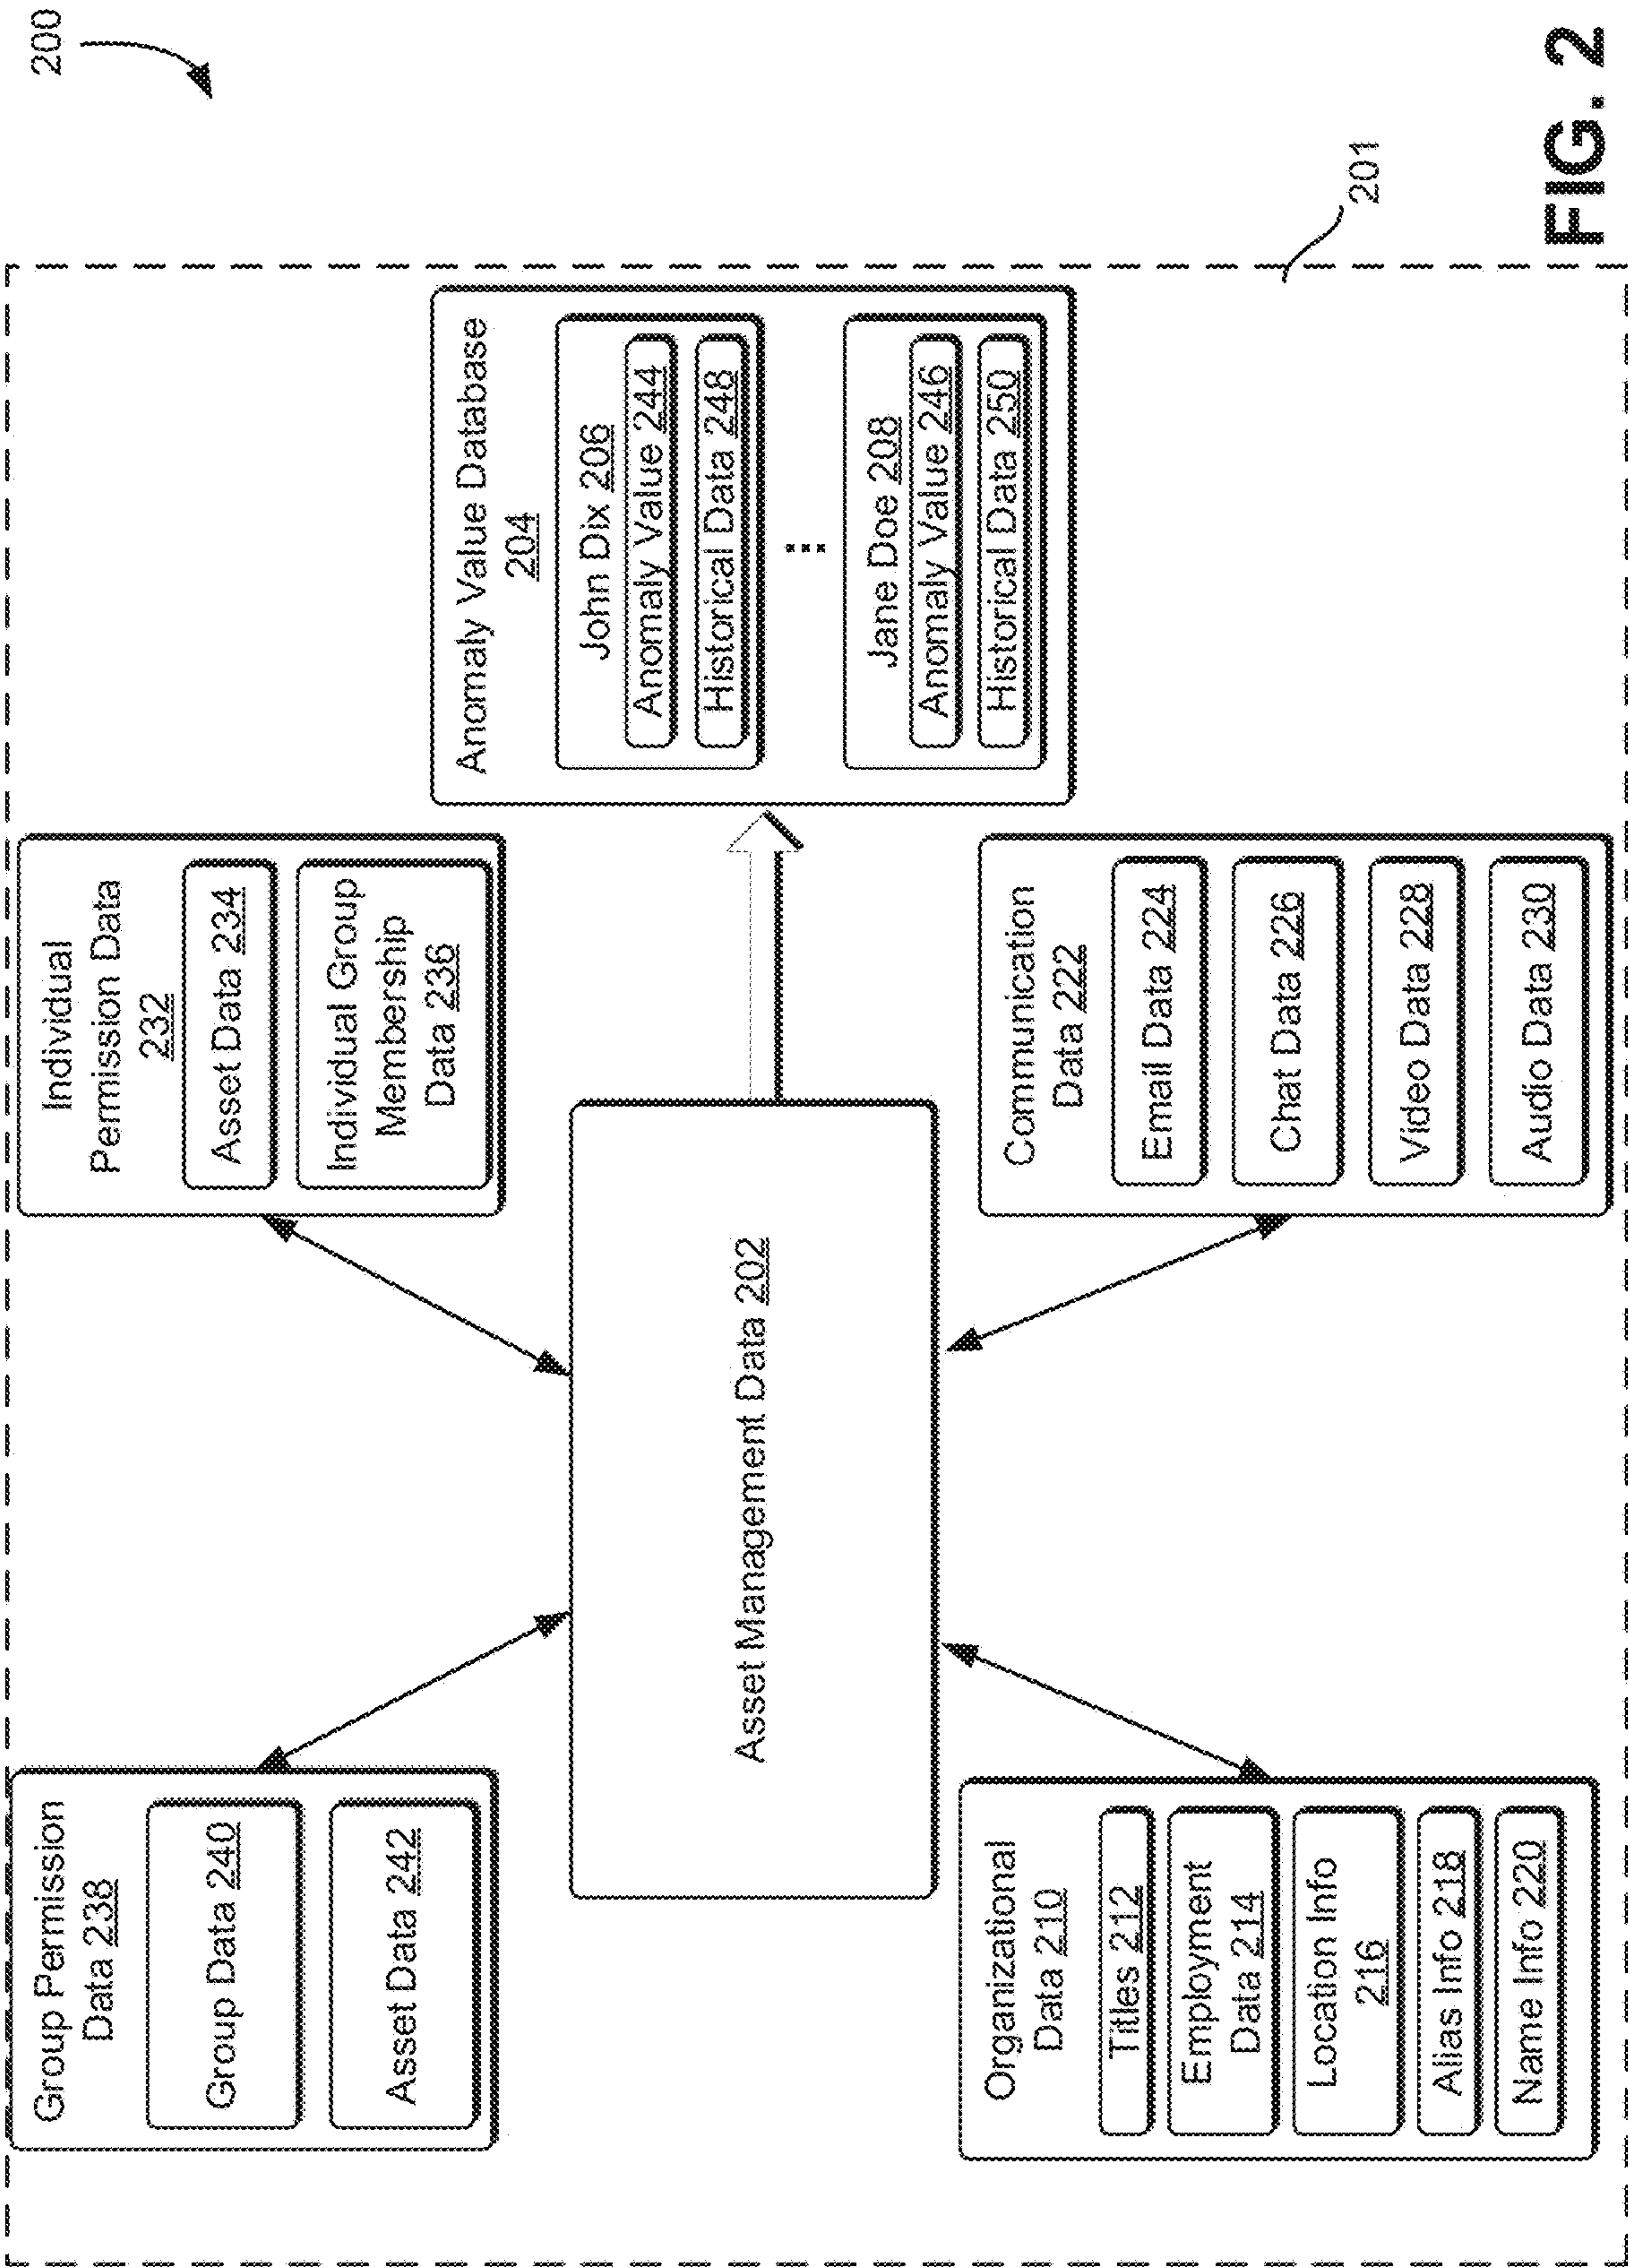 200
Group Permission
Data 238
Group Data 240
Asset Data 242
Individual
Permission Data
232
Asset Data 234
Individual Group
Membership
Data 236
Asset Management Data 202
Anomaly Value Database
204
John Dix 206
Anomaly Value 244
Historical Data 248
...
Jane Doe 208
Anomaly Value 246
Historical Data 250
Organizational
Data 210
Titles 212
Employment
Data 214
Location Info
216
Alias Info 218
Name Info 220
Communication
Data 222
Email Data 224
Chat Data 226
Video Data 228
Audio Data 230
201
FIG. 2